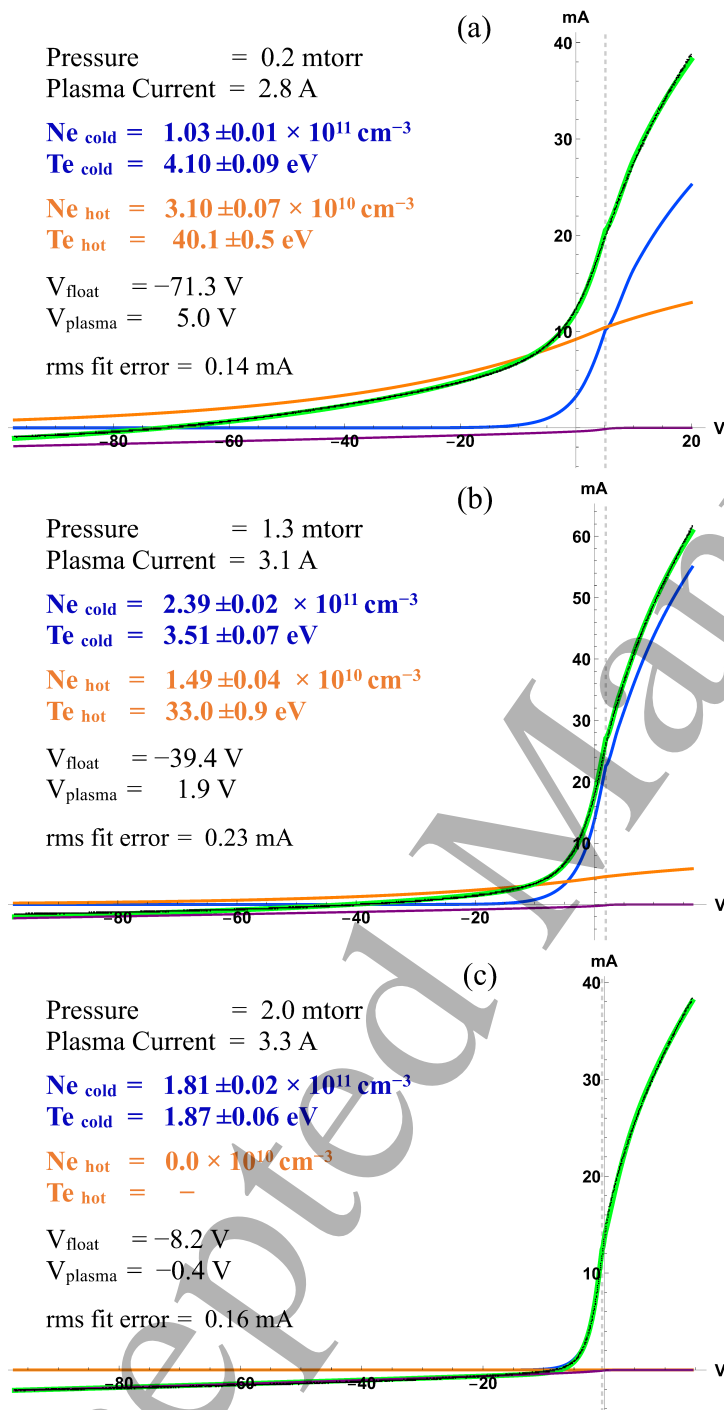 (a)
mA
Pressure = 0.2 mtorr
Plasma Current = 2.8 A
Ne cold = 1.03 ±0.01 × 10¹¹ cm⁻³
Te cold = 4.10 ±0.09 eV
Ne hot = 3.10 ±0.07 × 10¹⁰ cm⁻³
Te hot = 40.1 ±0.5 eV
V float = −71.3 V
V plasma = 5.0 V
rms fit error = 0.14 mA
40
30
20
10
−80 −60 −40 −20 20 V
(b)
mA
Pressure = 1.3 mtorr
Plasma Current = 3.1 A
Ne cold = 2.39 ±0.02 × 10¹¹ cm⁻³
Te cold = 3.51 ±0.07 eV
Ne hot = 1.49 ±0.04 × 10¹⁰ cm⁻³
Te hot = 33.0 ±0.9 eV
V float = −39.4 V
V plasma = 1.9 V
rms fit error = 0.23 mA
60
50
40
30
20
10
−80 −60 −40 −20 V
(c)
mA
Pressure = 2.0 mtorr
Plasma Current = 3.3 A
Ne cold = 1.81 ±0.02 × 10¹¹ cm⁻³
Te cold = 1.87 ±0.06 eV
Ne hot = 0.0 × 10¹⁰ cm⁻³
Te hot = −
V float = −8.2 V
V plasma = −0.4 V
rms fit error = 0.16 mA
40
30
20
10
−80 −60 −40 −20 V
cepted Man